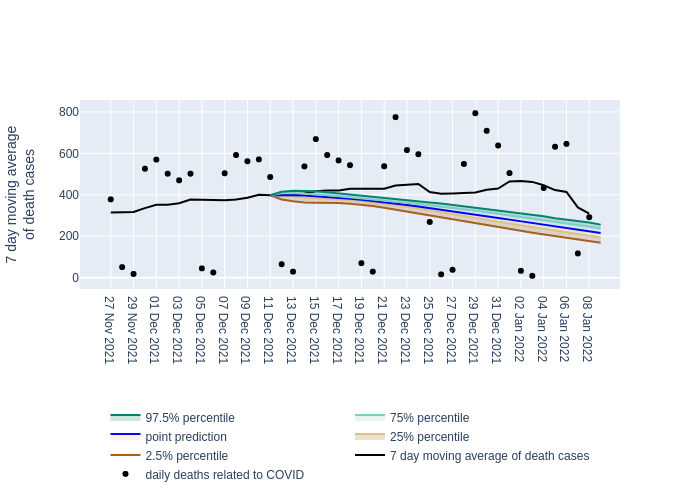 7 day moving average
of death cases
800
600
400
200
0
27 Nov 2021
29 Nov 2021
01 Dec 2021
03 Dec 2021
05 Dec 2021
07 Dec 2021
09 Dec 2021
11 Dec 2021
13 Dec 2021
15 Dec 2021
17 Dec 2021
19 Dec 2021
21 Dec 2021
23 Dec 2021
25 Dec 2021
27 Dec 2021
29 Dec 2021
31 Dec 2021
02 Jan 2022
04 Jan 2022
06 Jan 2022
08 Jan 2022
97.5% percentile
75% percentile
point prediction
25% percentile
2.5% percentile
7 day moving average of death cases
daily deaths related to COVID